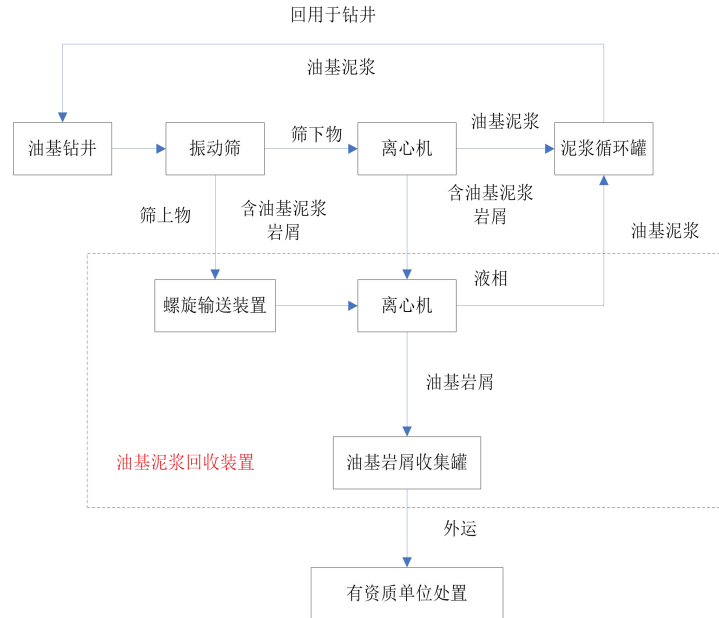 回用于钻井
油基泥浆
油基钻井
振动筛
筛下物
离心机
油基泥浆
泥浆循环罐
筛上物
含油基泥浆
岩屑
含油基泥浆
岩屑
油基泥浆
螺旋输送装置
离心机
液相
油基岩屑
油基泥浆回收装置
油基岩屑收集罐
外运
有资质单位处置